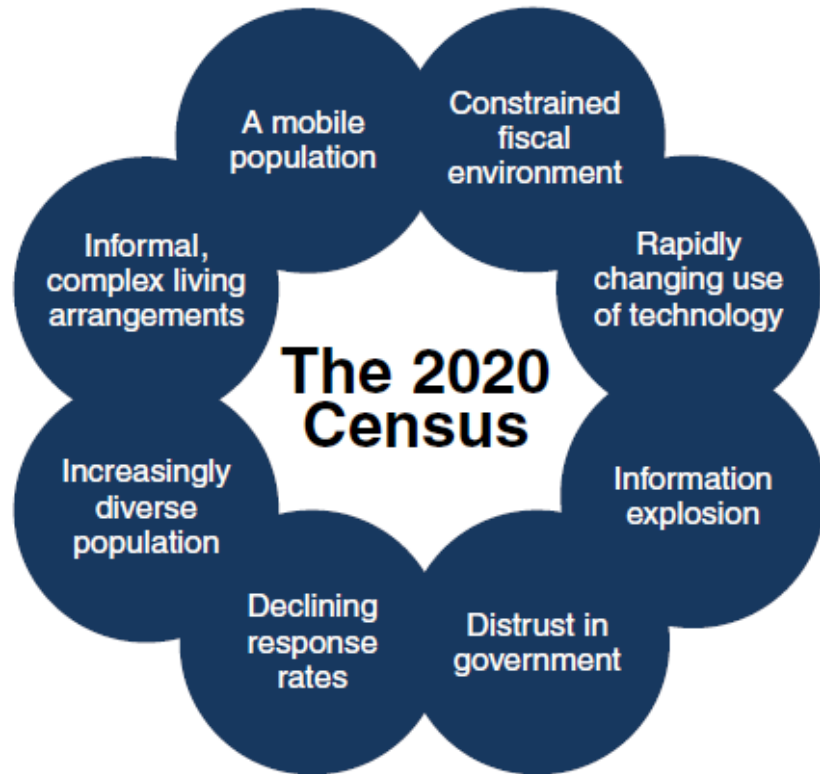 The 2020
Census
Constrained
fiscal
environment
Rapidly
changing use
of technology
Information
explosion
Distrust in
government
Declining
response
rates
Increasingly
diverse
population
Informal,
complex living
arrangements
A mobile
population